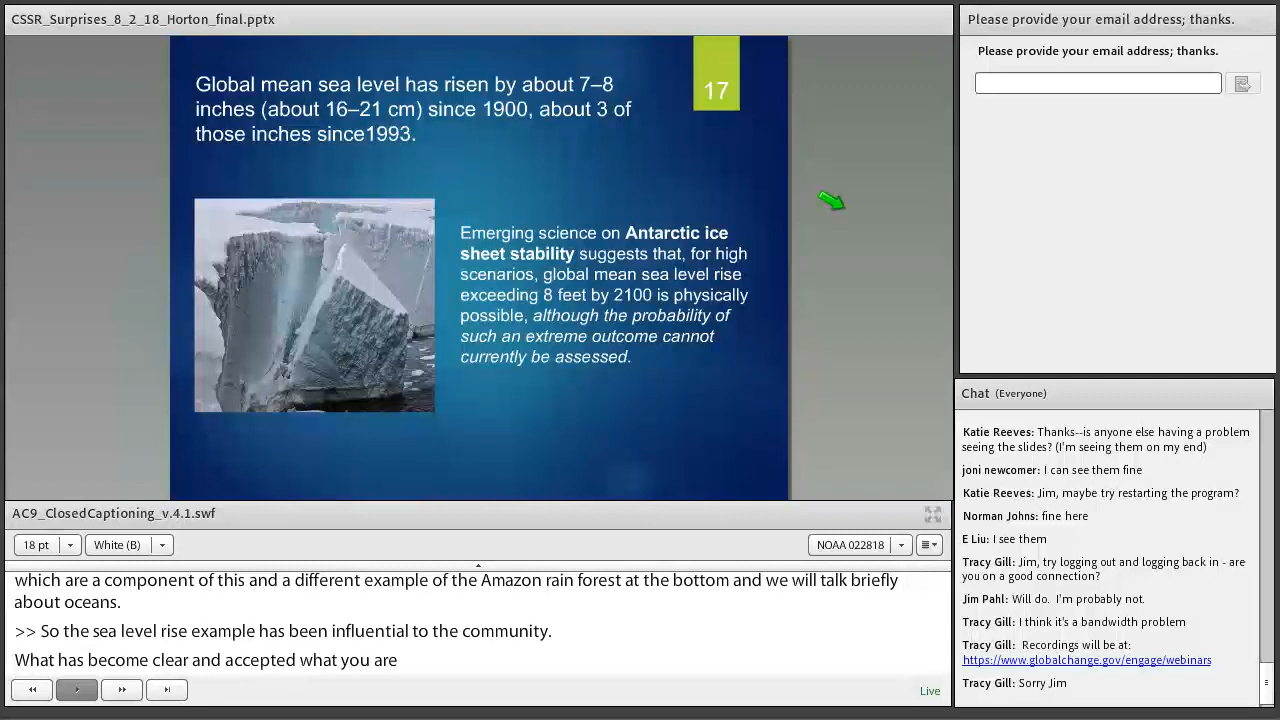 CSSR_Surprises_8_2_18_Horton_final.pptx
Global mean sea level has risen by about 7–8
inches (about 16–21 cm) since 1900, about 3 of
those inches since1993.
17
Emerging science on Antarctic ice
sheet stability suggests that, for high
scenarios, global mean sea level rise
exceeding 8 feet by 2100 is physically
possible, although the probability of
such an extreme outcome cannot
currently be assessed.
AC9_ClosedCaptioning_v.4.1.swf
18 pt
White (B)
NOAA 022818
which are a component of this and a different example of the Amazon rain forest at the bottom and we will talk briefly
about oceans.
>> So the sea level rise example has been influential to the community.
What has become clear and accepted what you are
Live
Please provide your email address; thanks.
Please provide your email address; thanks.
Chat (Everyone)
Katie Reeves: Thanks--is anyone else having a problem
seeing the slides? (I'm seeing them on my end)
joni newcomer: I can see them fine
Katie Reeves: Jim, maybe try restarting the program?
Norman Johns: fine here
E Liu: I see them
Tracy Gill: Jim, try logging out and logging back in - are
you on a good connection?
Jim Pahl: Will do.  I'm probably not.
Tracy Gill: I think it's a bandwidth problem
Tracy Gill:  Recordings will be at:
https://www.globalchange.gov/engage/webinars
Tracy Gill: Sorry Jim